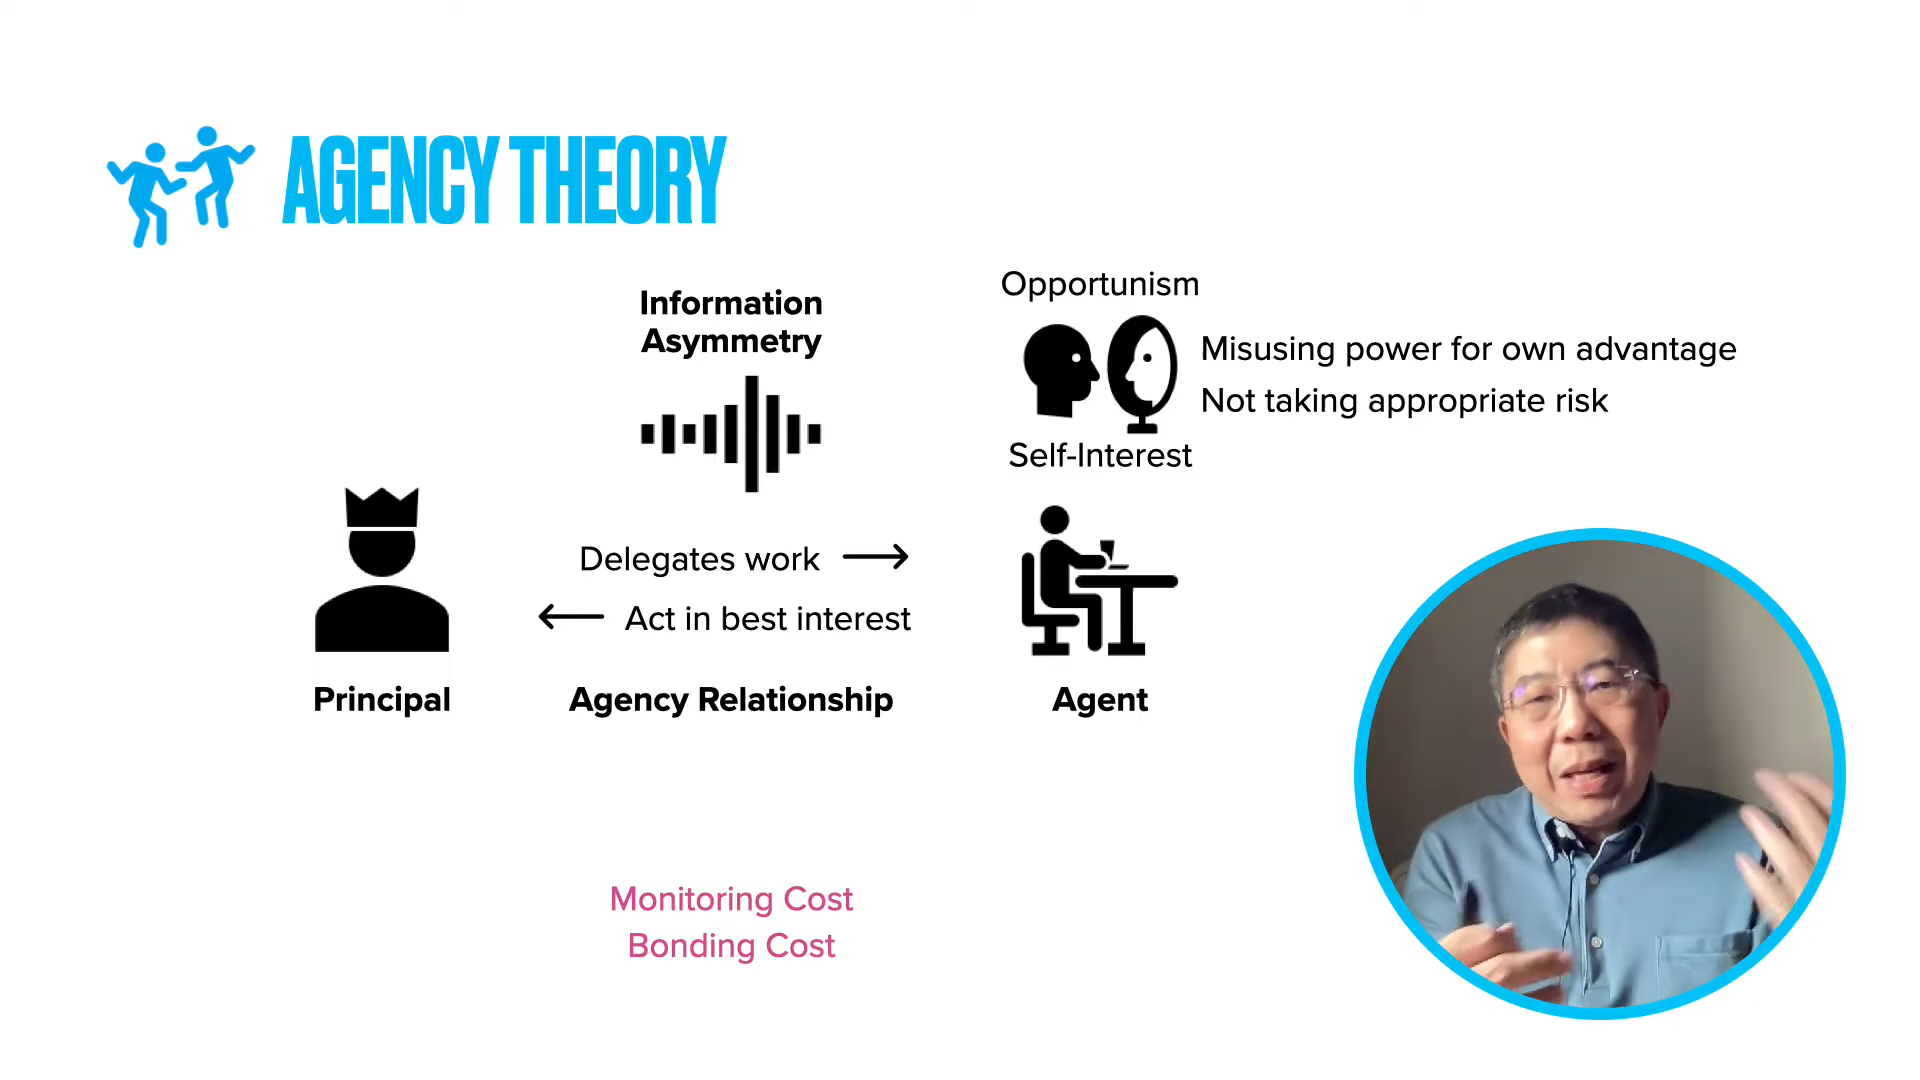 AGENCY THEORY
Information
Asymmetry
Opportunism
Misusing power for own advantage
Not taking appropriate risk
Self-Interest
Delegates work
Act in best interest
Principal
Agency Relationship
Agent
Monitoring Cost
Bonding Cost